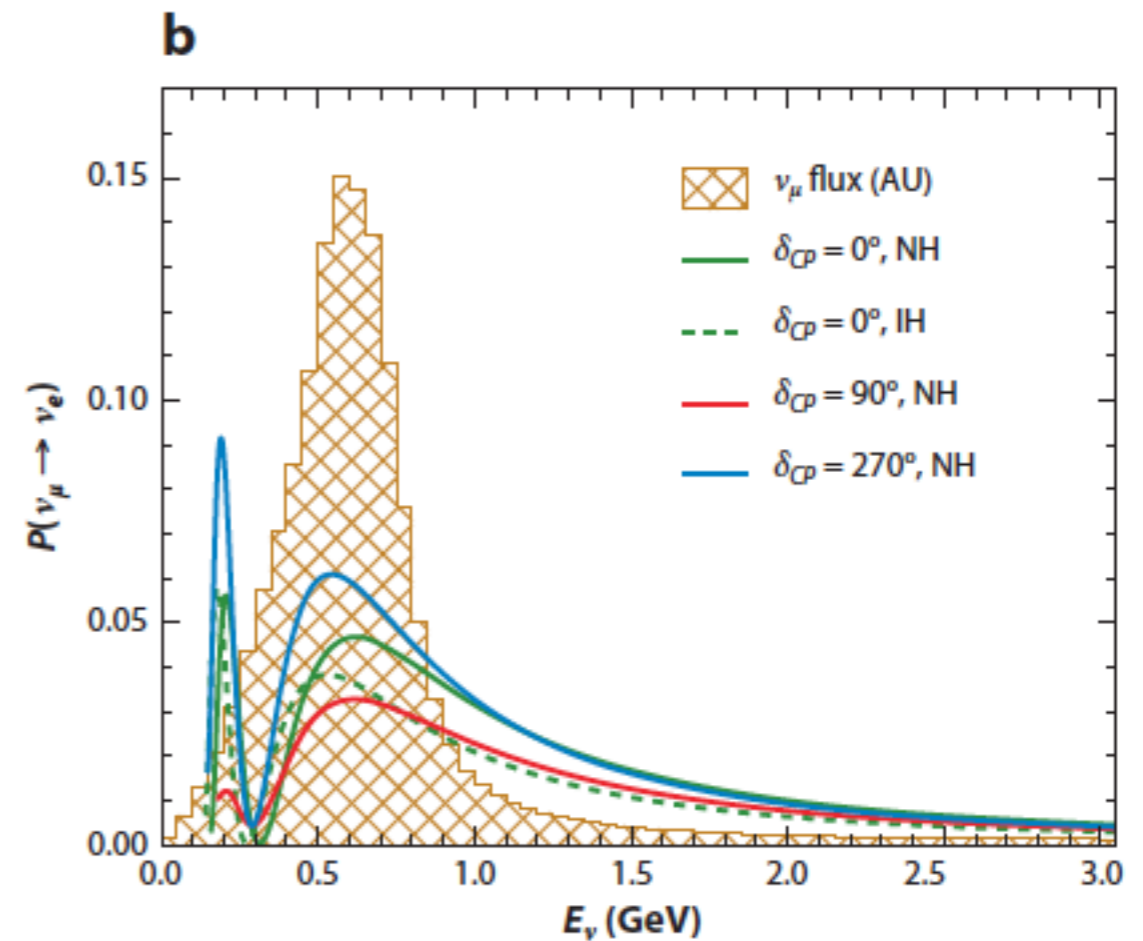 b
0.15
0.10
0.05
0.00
P(νμ → νe)
νμ flux (AU)
δCP = 0°, NH
δCP = 0°, IH
δCP = 90°, NH
δCP = 270°, NH
0.0 0.5 1.0 1.5 2.0 2.5 3.0
Eν (GeV)